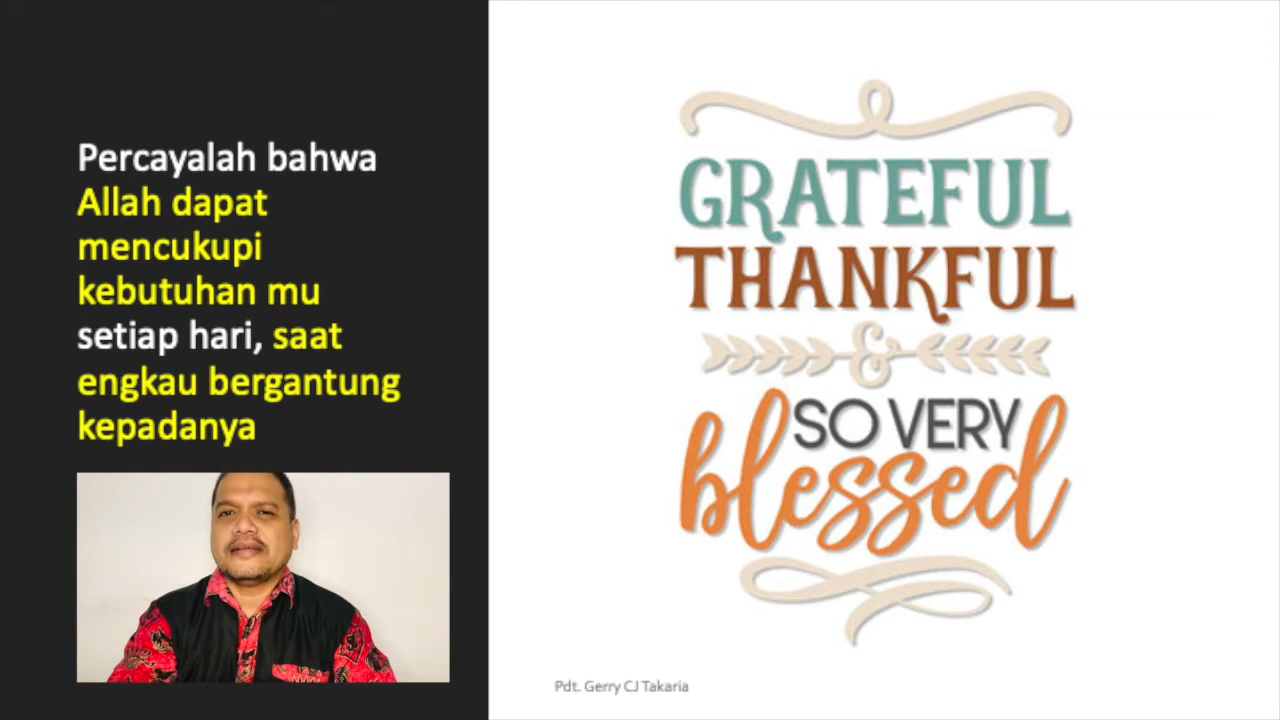 Percayalah bahwa
Allah dapat
mencukupi
kebutuhan mu
setiap hari, saat
engkau bergantung
kepadanya
GRATEFUL
THANKFUL
&
SO VERY
blessed
Pdt. Gerry CJ Takaria